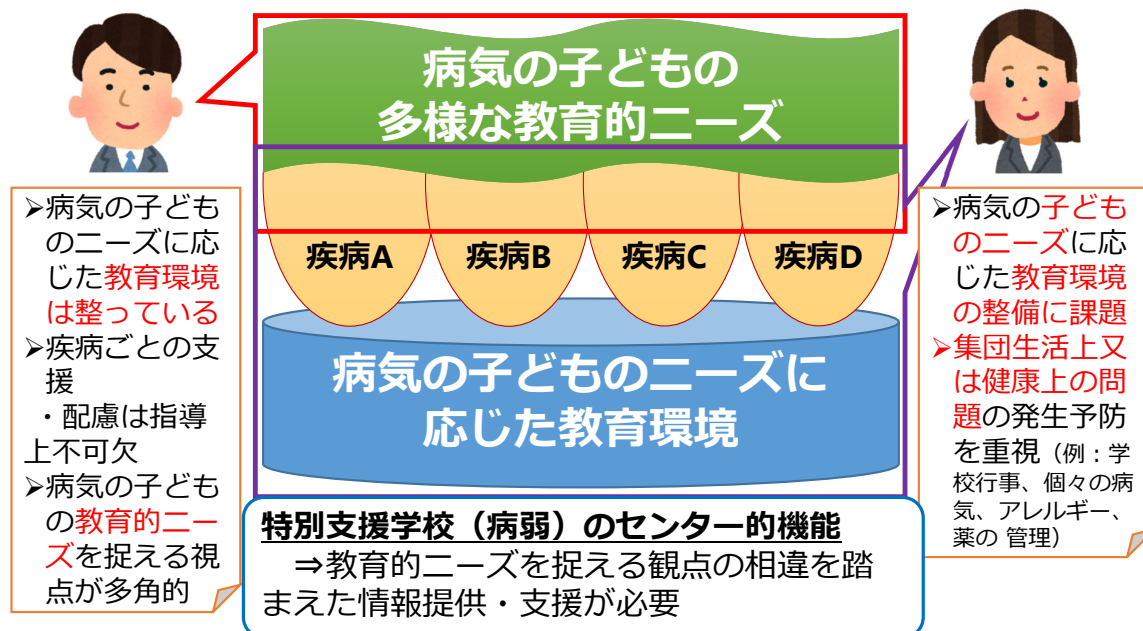 病気の子どもの
多様な教育的ニーズ
疾病A
疾病B
疾病C
疾病D
病気の子どものニーズに
応じた教育環境
➢病気の子ども
のニーズに応
じた教育環境
は整っている
➢疾病ごとの支
援
・配慮は指導
上不可欠
➢病気の子ども
の教育的ニー
ズを捉える視
点が多角的
➢病気の子ども
のニーズに応
じた教育環境
の整備に課題
➢集団生活上又
は健康上の問
題の発生予防
を重視（例：学
校行事、個々の病
気、アレルギー、
薬の 管理）
特別支援学校（病弱）のセンター的機能
⇒教育的ニーズを捉える観点の相違を踏
まえた情報提供・支援が必要